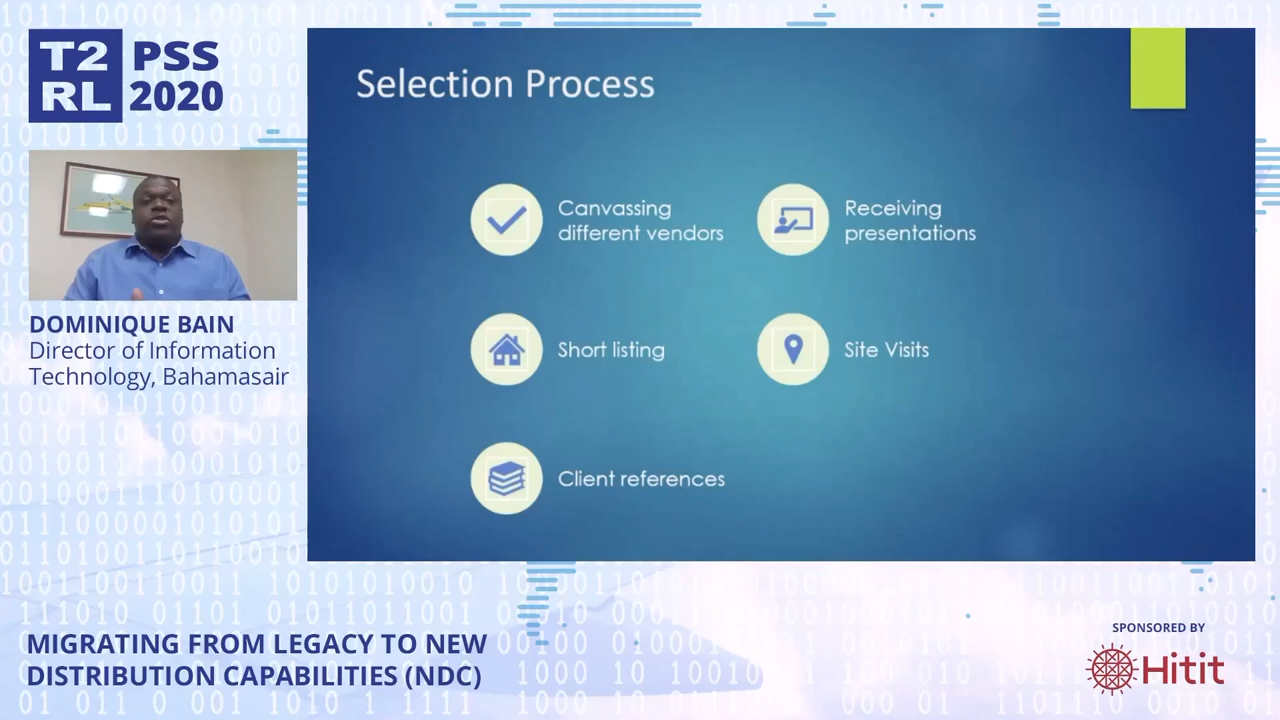 T2
RL
PSS
2020
Selection Process
Canvassing
different vendors
Receiving
presentations
Short listing
Site Visits
Client references
DOMINIQUE BAIN
Director of Information
Technology, Bahamasair
MIGRATING FROM LEGACY TO NEW
DISTRIBUTION CAPABILITIES (NDC)
SPONSORED BY
Hitit